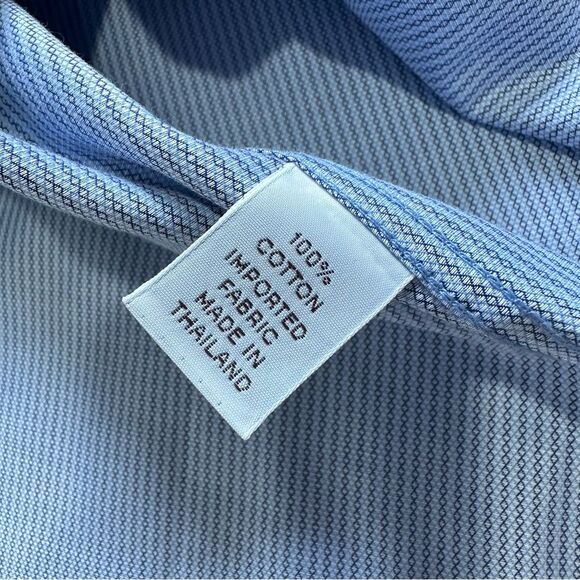 100%
COTTON
IMPORTED
FABRIC
MADE IN
THAILAND